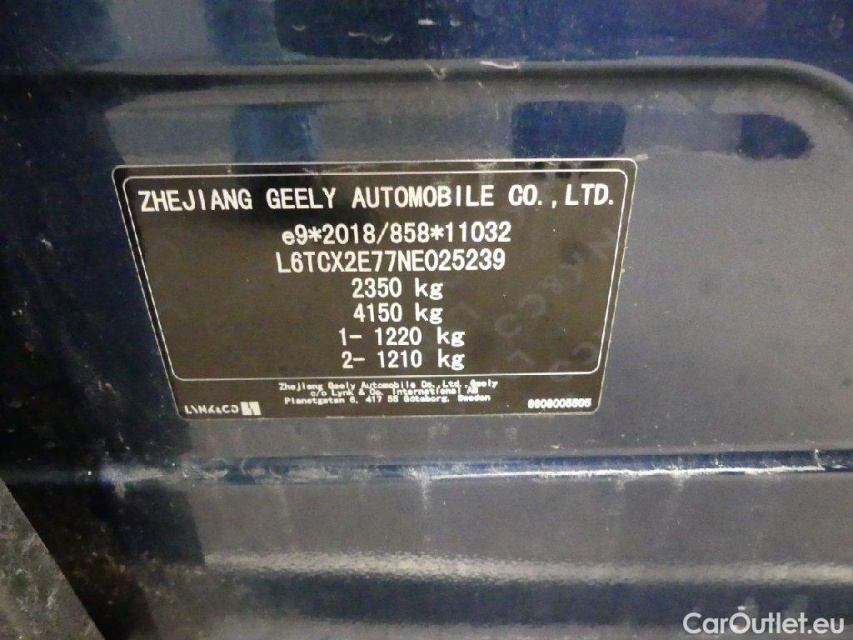 ZHEJIANG GEELY AUTOMOBILE CO.,LTD.
e9*2018/858*11032
L6TCX2E77NE025239
2350 kg
4150 kg
1- 1220 kg
2- 1210 kg
Zhejiang Geely Automobile Co., Ltd., Geely
c/o Lynk & Co. International AB
Planetgatan 6, 417 55 Göteborg, Sweden
LYNK&CO
CarOutlet.eu